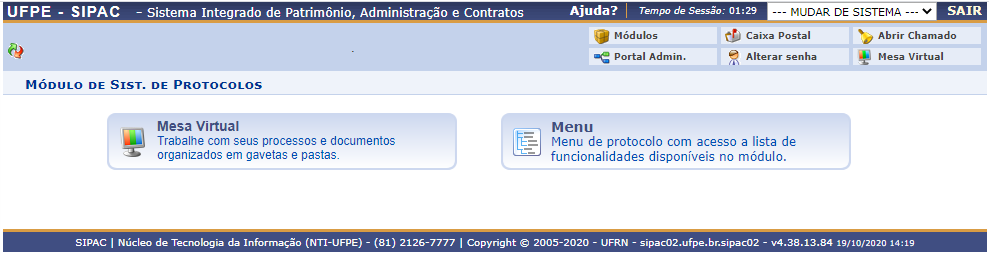 UFPE - SIPAC - Sistema Integrado de Patrimônio, Administração e Contratos Ajuda? Tempo de Sessão: 01:29 --- MUDAR DE SISTEMA --- SAIR
Módulos Caixa Postal Abrir Chamado
Portal Admin. Alterar senha Mesa Virtual
MÓDULO DE SIST. DE PROTOCOLOS
Mesa Virtual
Trabalhe com seus processos e documentos
organizados em gavetas e pastas.
Menu
Menu de protocolo com acesso a lista de
funcionalidades disponíveis no módulo.
SIPAC | Núcleo de Tecnologia da Informação (NTI-UFPE) - (81) 2126-7777 | Copyright © 2005-2020 - UFRN - sipac02.ufpe.br.sipac02 - v4.38.13.84 19/10/2020 14:19